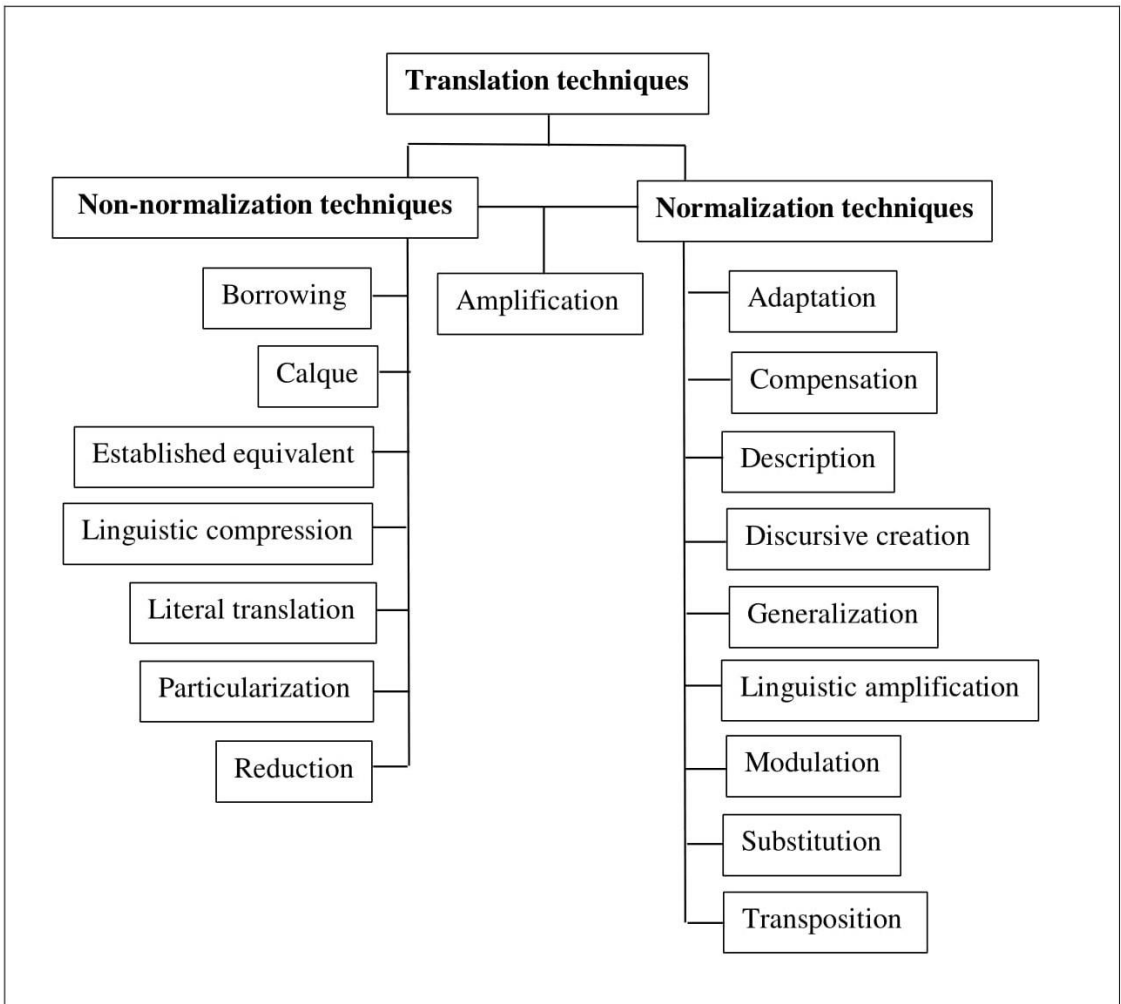 Translation techniques
Non-normalization techniques
Normalization techniques
Amplification
Borrowing
Calque
Established equivalent
Linguistic compression
Literal translation
Particularization
Reduction
Adaptation
Compensation
Description
Discursive creation
Generalization
Linguistic amplification
Modulation
Substitution
Transposition